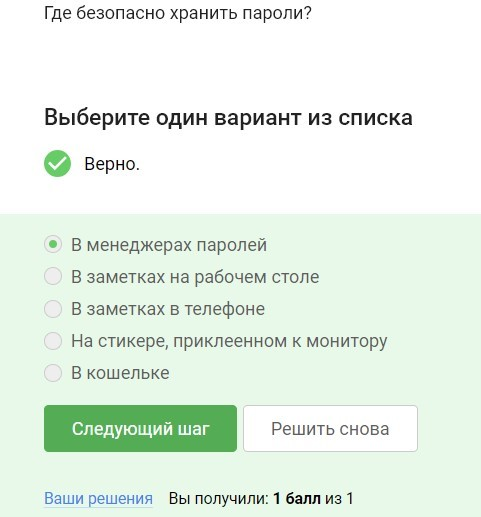 Где безопасно хранить пароли?
Выберите один вариант из списка
Верно.
В менеджерах паролей
В заметках на рабочем столе
В заметках в телефоне
На стикере, приклеенном к монитору
В кошельке
Следующий шаг Решить снова
Ваши решения Вы получили: 1 балл из 1